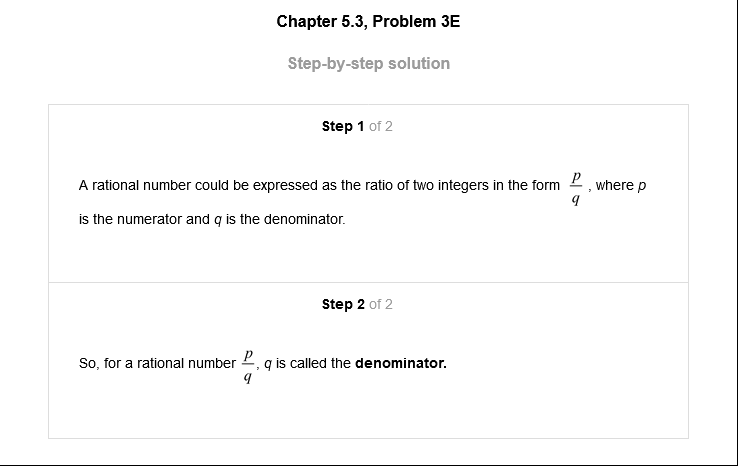 Chapter 5.3, Problem 3E
Step-by-step solution
Step 1 of 2
A rational number could be expressed as the ratio of two integers in the form p/q , where p
is the numerator and q is the denominator.
Step 2 of 2
So, for a rational number p/q, q is called the denominator.